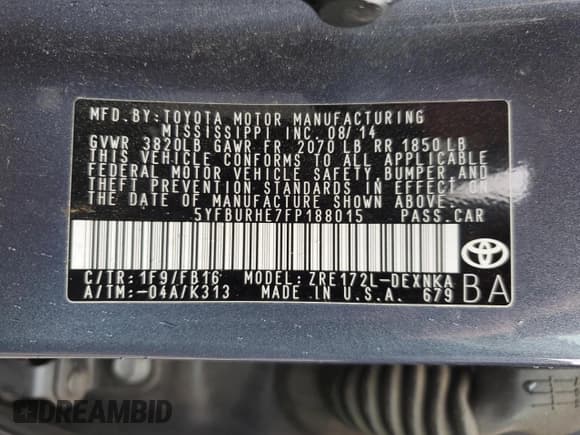 MFD.BY:TOYOTA MOTOR MANUFACTURING
MISSISSIPPI INC.08/14
GVWR 3820LB GAWR FR 2070 LB RR 1850 LB
THIS VEHICLE CONFORMS TO ALL APPLICABLE
FEDERAL MOTOR VEHICLE SAFETY,BUMPER,AND
THEFT PREVENTION STANDARDS IN EFFECT ON
THE DATE OF MANUFACTURE SHOWN ABOVE.
5YFBURHE7FP188015 PASS.CAR
C/TR:1F9/FB16 MODEL: ZRE172L-DEXNKA
A/TM:-04A/K313 MADE IN U.S.A. 679
BA
DREAMBID